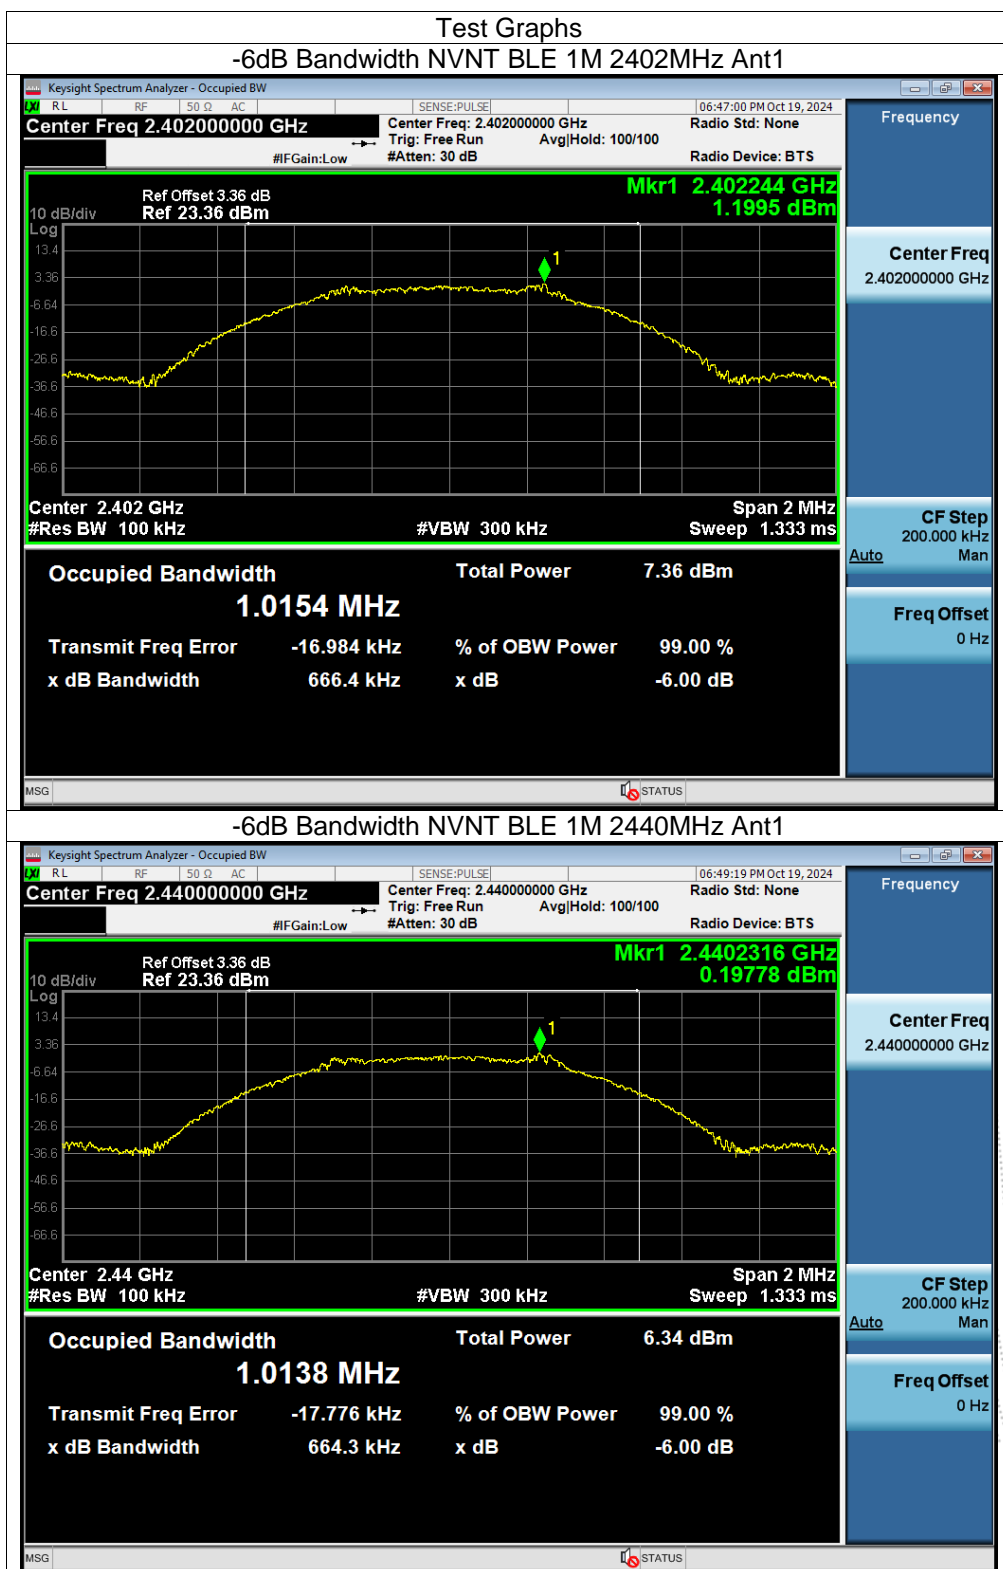 Test Graphs
-6dB Bandwidth NVNT BLE 1M 2402MHz Ant1
Keysight Spectrum Analyzer - Occupied BW
LXI RL RF 50 Ω AC SENSE:PULSE 06:47:00 PM Oct 19, 2024
Center Freq 2.402000000 GHz Center Freq: 2.402000000 GHz Radio Std: None
Trig: Free Run Avg|Hold: 100/100
#IFGain:Low #Atten: 30 dB Radio Device: BTS
Frequency
Mkr1 2.402244 GHz
1.1995 dBm
Ref Offset 3.36 dB
10 dB/div Ref 23.36 dBm
Log
13.4
3.36
-6.64
-16.6
-26.6
-36.6
-46.6
-56.6
-66.6
1
Center 2.402 GHz Span 2 MHz
#Res BW 100 kHz #VBW 300 kHz Sweep 1.333 ms
Center Freq
2.402000000 GHz
CF Step
200.000 kHz
Auto Man
Freq Offset
0 Hz
Occupied Bandwidth Total Power 7.36 dBm
1.0154 MHz
Transmit Freq Error -16.984 kHz % of OBW Power 99.00 %
x dB Bandwidth 666.4 kHz x dB -6.00 dB
MSG STATUS
-6dB Bandwidth NVNT BLE 1M 2440MHz Ant1
Keysight Spectrum Analyzer - Occupied BW
LXI RL RF 50 Ω AC SENSE:PULSE 06:49:19 PM Oct 19, 2024
Center Freq 2.440000000 GHz Center Freq: 2.440000000 GHz Radio Std: None
Trig: Free Run Avg|Hold: 100/100
#IFGain:Low #Atten: 30 dB Radio Device: BTS
Frequency
Mkr1 2.4402316 GHz
0.19778 dBm
Ref Offset 3.36 dB
10 dB/div Ref 23.36 dBm
Log
13.4
3.36
-6.64
-16.6
-26.6
-36.6
-46.6
-56.6
-66.6
1
Center 2.44 GHz Span 2 MHz
#Res BW 100 kHz #VBW 300 kHz Sweep 1.333 ms
Center Freq
2.440000000 GHz
CF Step
200.000 kHz
Auto Man
Freq Offset
0 Hz
Occupied Bandwidth Total Power 6.34 dBm
1.0138 MHz
Transmit Freq Error -17.776 kHz % of OBW Power 99.00 %
x dB Bandwidth 664.3 kHz x dB -6.00 dB
MSG STATUS